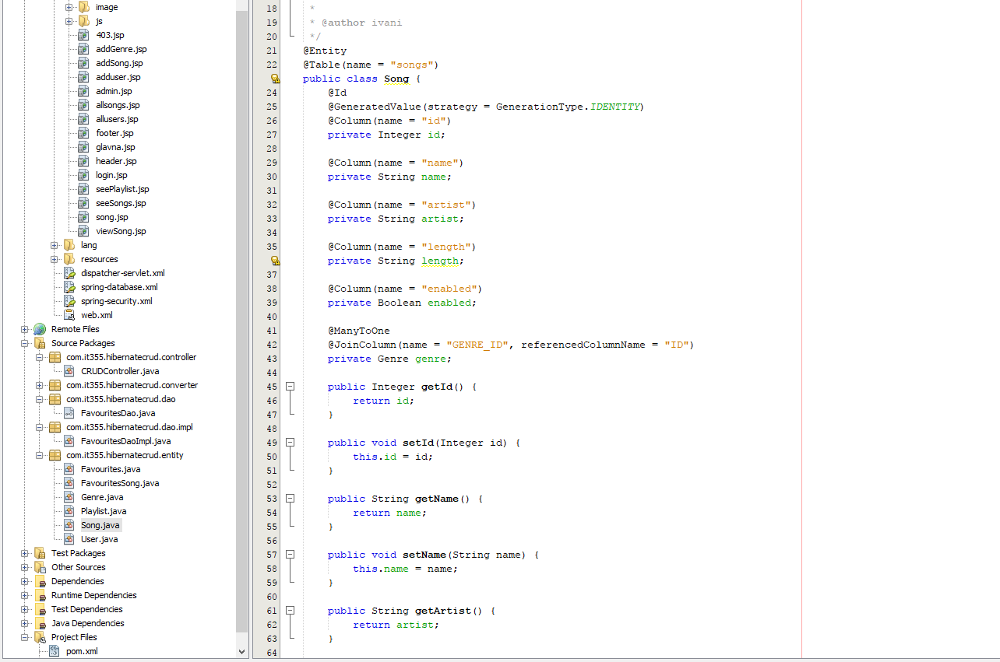 image
js
403.jsp
addGenre.jsp
addSong.jsp
adduser.jsp
admin.jsp
allsongs.jsp
allusers.jsp
footer.jsp
glavna.jsp
header.jsp
login.jsp
seePlaylist.jsp
seeSongs.jsp
song.jsp
viewSong.jsp
lang
resources
dispatcher-servlet.xml
spring-database.xml
spring-security.xml
web.xml
Remote Files
Source Packages
com.it355.hibernatecrud.controller
CRUDController.java
com.it355.hibernatecrud.converter
com.it355.hibernatecrud.dao
FavouritesDao.java
com.it355.hibernatecrud.dao.impl
FavouritesDaoImpl.java
com.it355.hibernatecrud.entity
Favourites.java
FavouritesSong.java
Genre.java
Playlist.java
Song.java
User.java
Test Packages
Other Sources
Dependencies
Runtime Dependencies
Test Dependencies
Java Dependencies
Project Files
pom.xml
18 *
19 * @author ivani
20 */
21 @Entity
22 @Table(name = "songs")
public class Song {
24 @Id
25 @GeneratedValue(strategy = GenerationType.IDENTITY)
26 @Column(name = "id")
27 private Integer id;
28
29 @Column(name = "name")
30 private String name;
31
32 @Column(name = "artist")
33 private String artist;
34
35 @Column(name = "length")
private String length;
37
38 @Column(name = "enabled")
39 private Boolean enabled;
40
41 @ManyToOne
42 @JoinColumn(name = "GENRE_ID", referencedColumnName = "ID")
43 private Genre genre;
44
45 public Integer getId() {
46 return id;
47 }
48
49 public void setId(Integer id) {
50 this.id = id;
51 }
52
53 public String getName() {
54 return name;
55 }
56
57 public void setName(String name) {
58 this.name = name;
59 }
60
61 public String getArtist() {
62 return artist;
63 }
64